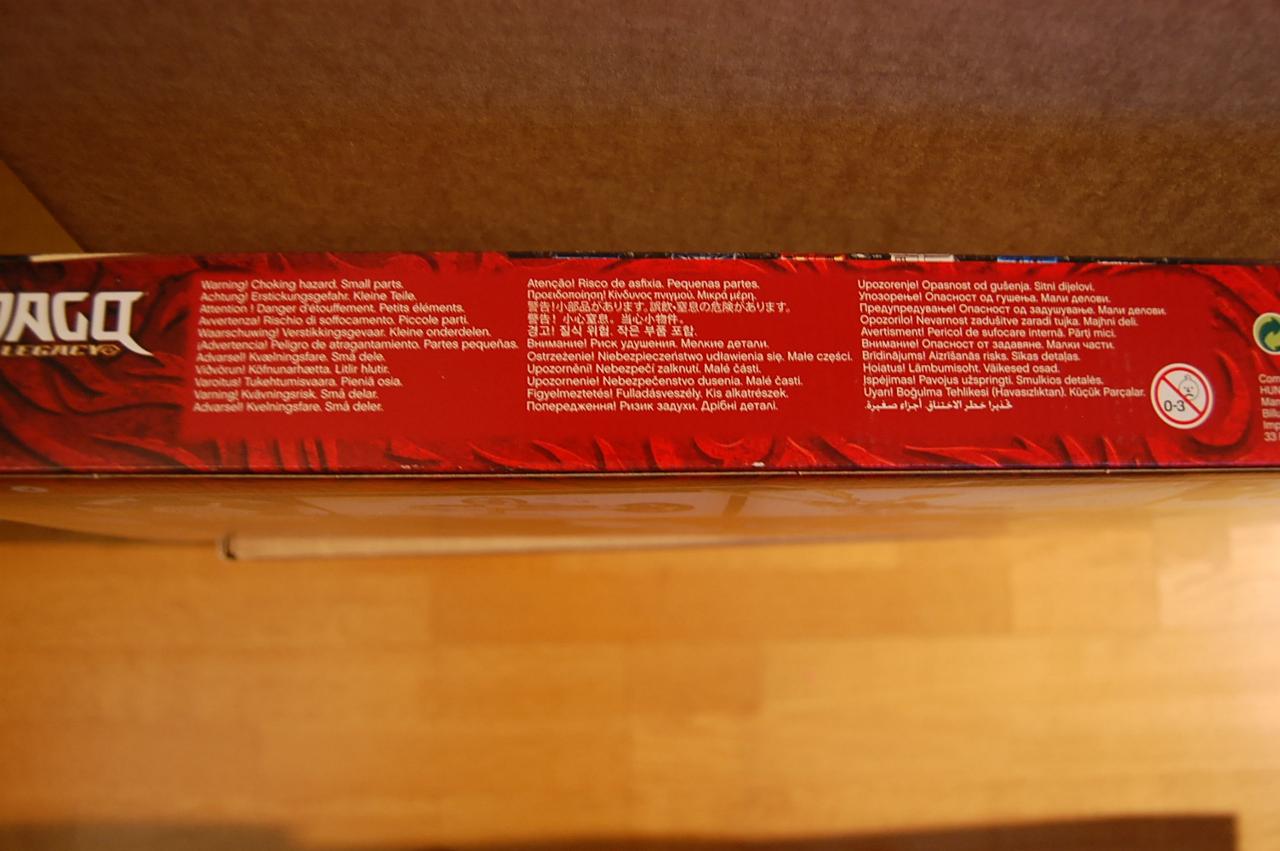 LEGACY
Warning! Choking hazard. Small parts.
Achtung! Erstickungsgefahr. Kleine Teile.
Attention ! Danger d'étouffement. Petits éléments.
Avvertenza! Rischio di soffocamento. Piccole parti.
Waarschuwing! Verstikkingsgevaar. Kleine onderdelen.
¡Advertencia! Peligro de atragantamiento. Partes pequeñas.
Advarsel! Kvælningsfare. Små dele.
Viðvörun! Köfnunarhætta. Litlir hlutir.
Varoitus! Tukehtumisvaara. Pieniä osia.
Varning! Kvävningsrisk. Små delar.
Advarsel! Kvelningsfare. Små deler.
Atenção! Risco de asfixia. Pequenas partes.
Προειδοποίηση! Κίνδυνος πνιγμού. Μικρά μέρη.
警告!小部品があります。誤飲・窒息の危険があります。
警告! 小心窒息，当心小物件。
경고! 질식 위험. 작은 부품 포함.
Внимание! Риск удушения. Мелкие детали.
Ostrzeżenie! Niebezpieczeństwo udławienia się. Małe części.
Upozornění! Nebezpečí zalknutí. Malé části.
Upozornenie! Nebezpečenstvo dusenia. Malé časti.
Figyelmeztetés! Fulladásveszély. Kis alkatrészek.
Попередження! Ризик задухи. Дрібні деталі.
Upozorenje! Opasnost od gušenja. Sitni dijelovi.
Упозорење! Опасност од гушења. Мали делови.
Предупредување! Опасност од задушување. Мали делови.
Opozorilo! Nevarnost zadušitve zaradi tujka. Majhni deli.
Avertisment! Pericol de sufocare internă. Părți mici.
Внимание! Опасност от задавяне. Малки части.
Brīdinājums! Aizrīšanās risks. Sīkas detaļas.
Hoiatus! Lämbumisoht. Väikesed osad.
Įspėjimas! Pavojus užspringti. Smulkios detalės.
Uyarı! Boğulma Tehlikesi (Havasızlıktan). Küçük Parçalar.
تحذير! خطر الاختناق. أجزاء صغيرة.
0-3